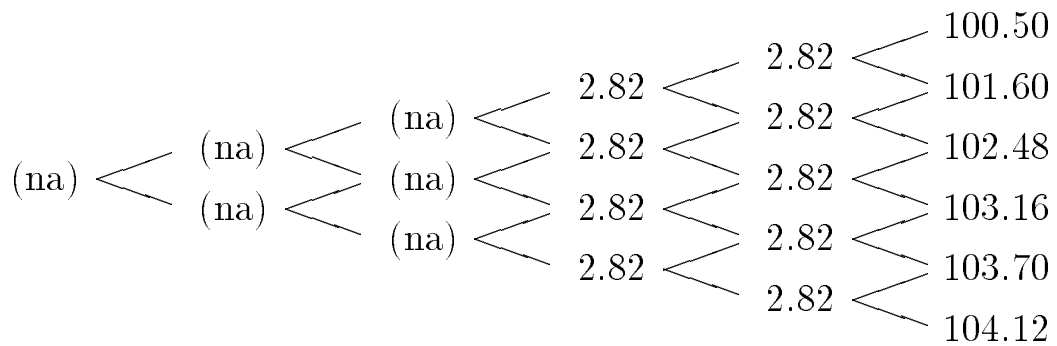 100.50
2.82
2.82 101.60
(na) 2.82
(na) 2.82 102.48
(na) (na) 2.82
(na) 2.82 103.16
(na) 2.82
2.82 103.70
2.82
104.12